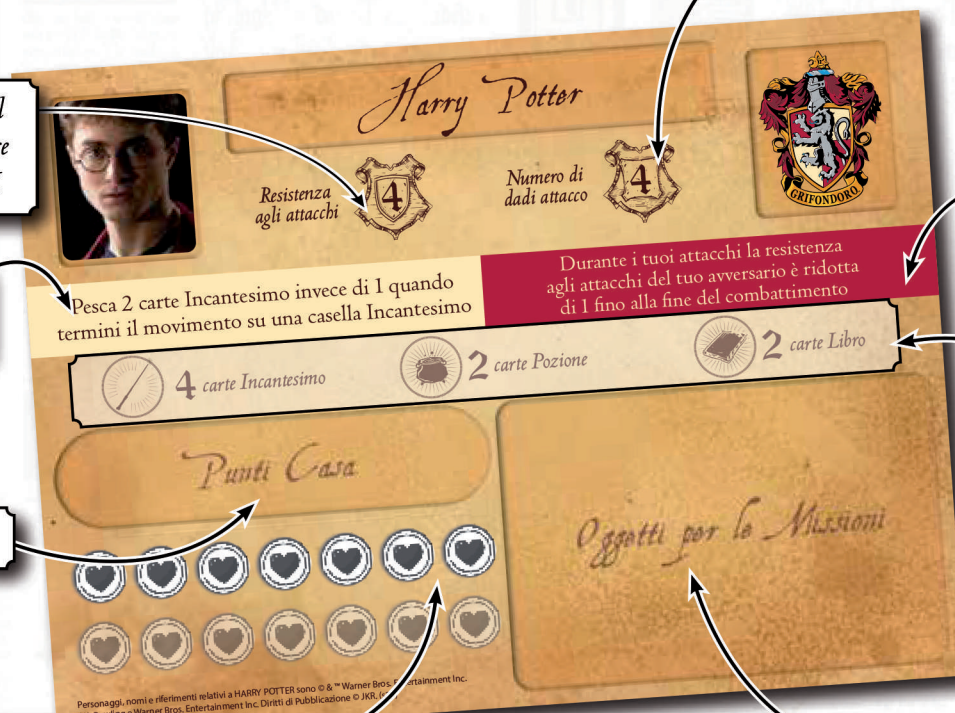 Harry Potter
l
re
Resistenza
agli attacchi
4
Numero di
dadi attacco
4
GRIFONDORO
Pesca 2 carte Incantesimo invece di 1 quando
termini il movimento su una casella Incantesimo
Durante i tuoi attacchi la resistenza
agli attacchi del tuo avversario è ridotta
di 1 fino alla fine del combattimento
4 carte Incantesimo
2 carte Pozione
2 carte Libro
Punti Casa
Oggetti per le Missioni
Personaggi, nomi e riferimenti relativi a HARRY POTTER sono © & ™ Warner Bros. Entertainment Inc.
Warner Bros. Entertainment Inc. Diritti di Pubblicazione © JKR.